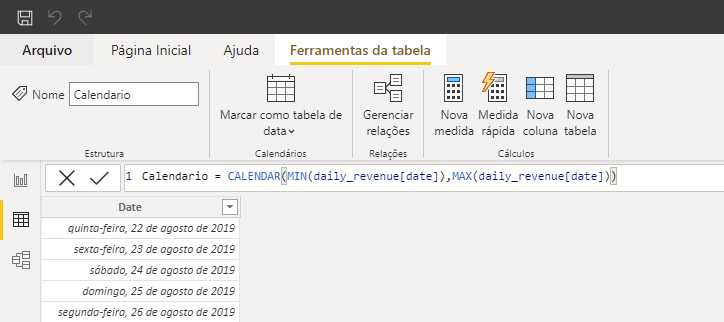 Arquivo Página Inicial Ajuda Ferramentas da tabela
Nome Calendario
Marcar como tabela de
data
Gerenciar
relações
Nova
medida
Medida
rápida
Nova
coluna
Nova
tabela
Estrutura Calendários Relações Cálculos
1 Calendario = CALENDAR(MIN(daily_revenue[date]),MAX(daily_revenue[date]))
Date
quinta-feira, 22 de agosto de 2019
sexta-feira, 23 de agosto de 2019
sábado, 24 de agosto de 2019
domingo, 25 de agosto de 2019
segunda-feira, 26 de agosto de 2019